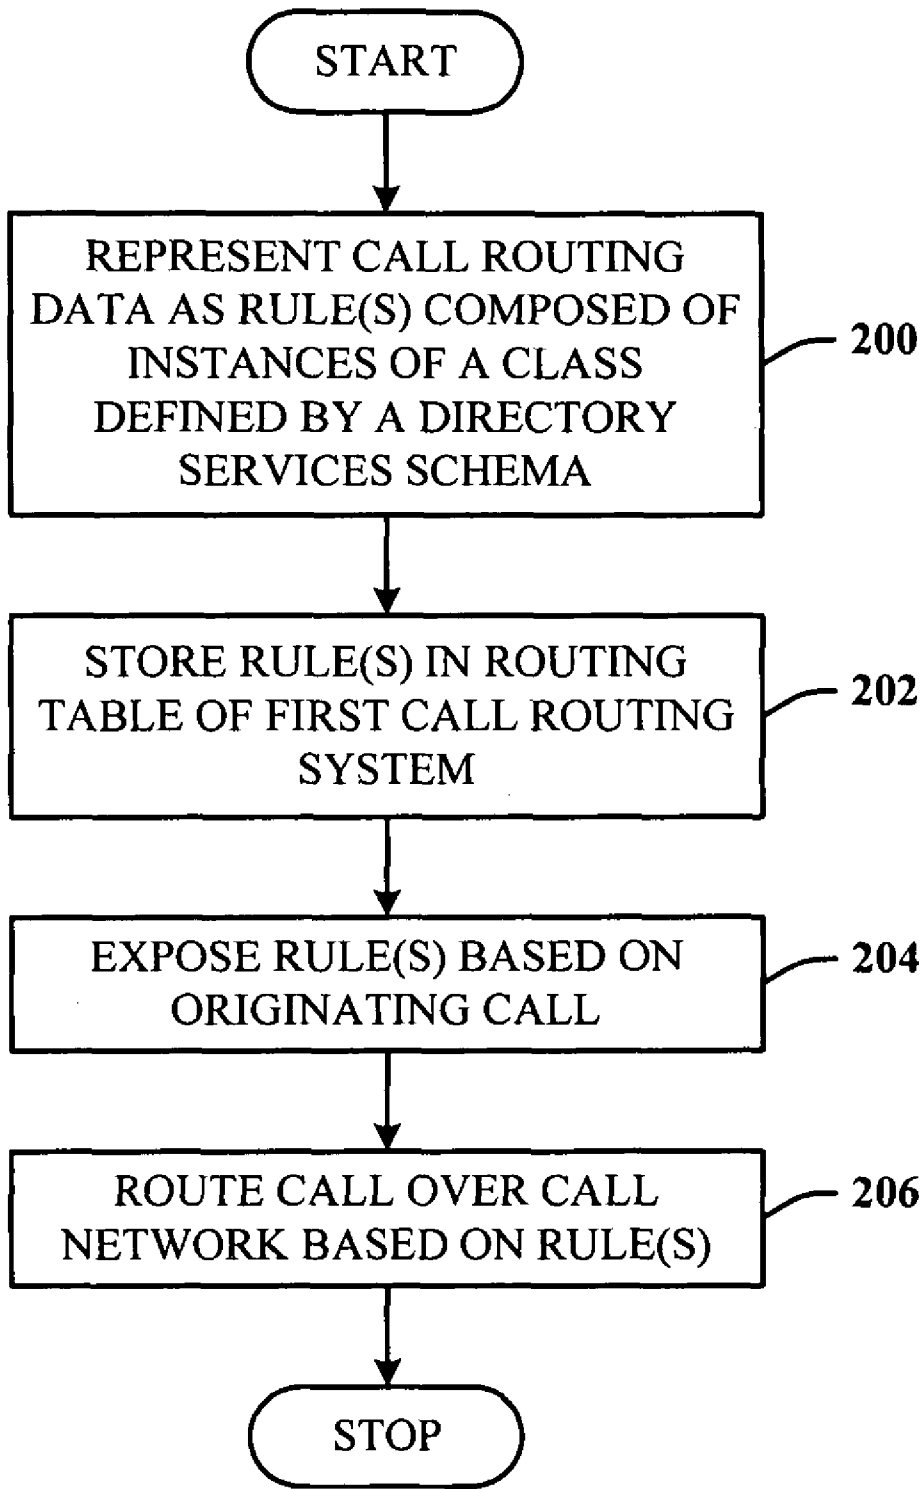 START
REPRESENT CALL ROUTING
DATA AS RULE(S) COMPOSED OF
INSTANCES OF A CLASS
DEFINED BY A DIRECTORY
SERVICES SCHEMA
200
STORE RULE(S) IN ROUTING
TABLE OF FIRST CALL ROUTING
SYSTEM
202
EXPOSE RULE(S) BASED ON
ORIGINATING CALL
204
ROUTE CALL OVER CALL
NETWORK BASED ON RULE(S)
206
STOP